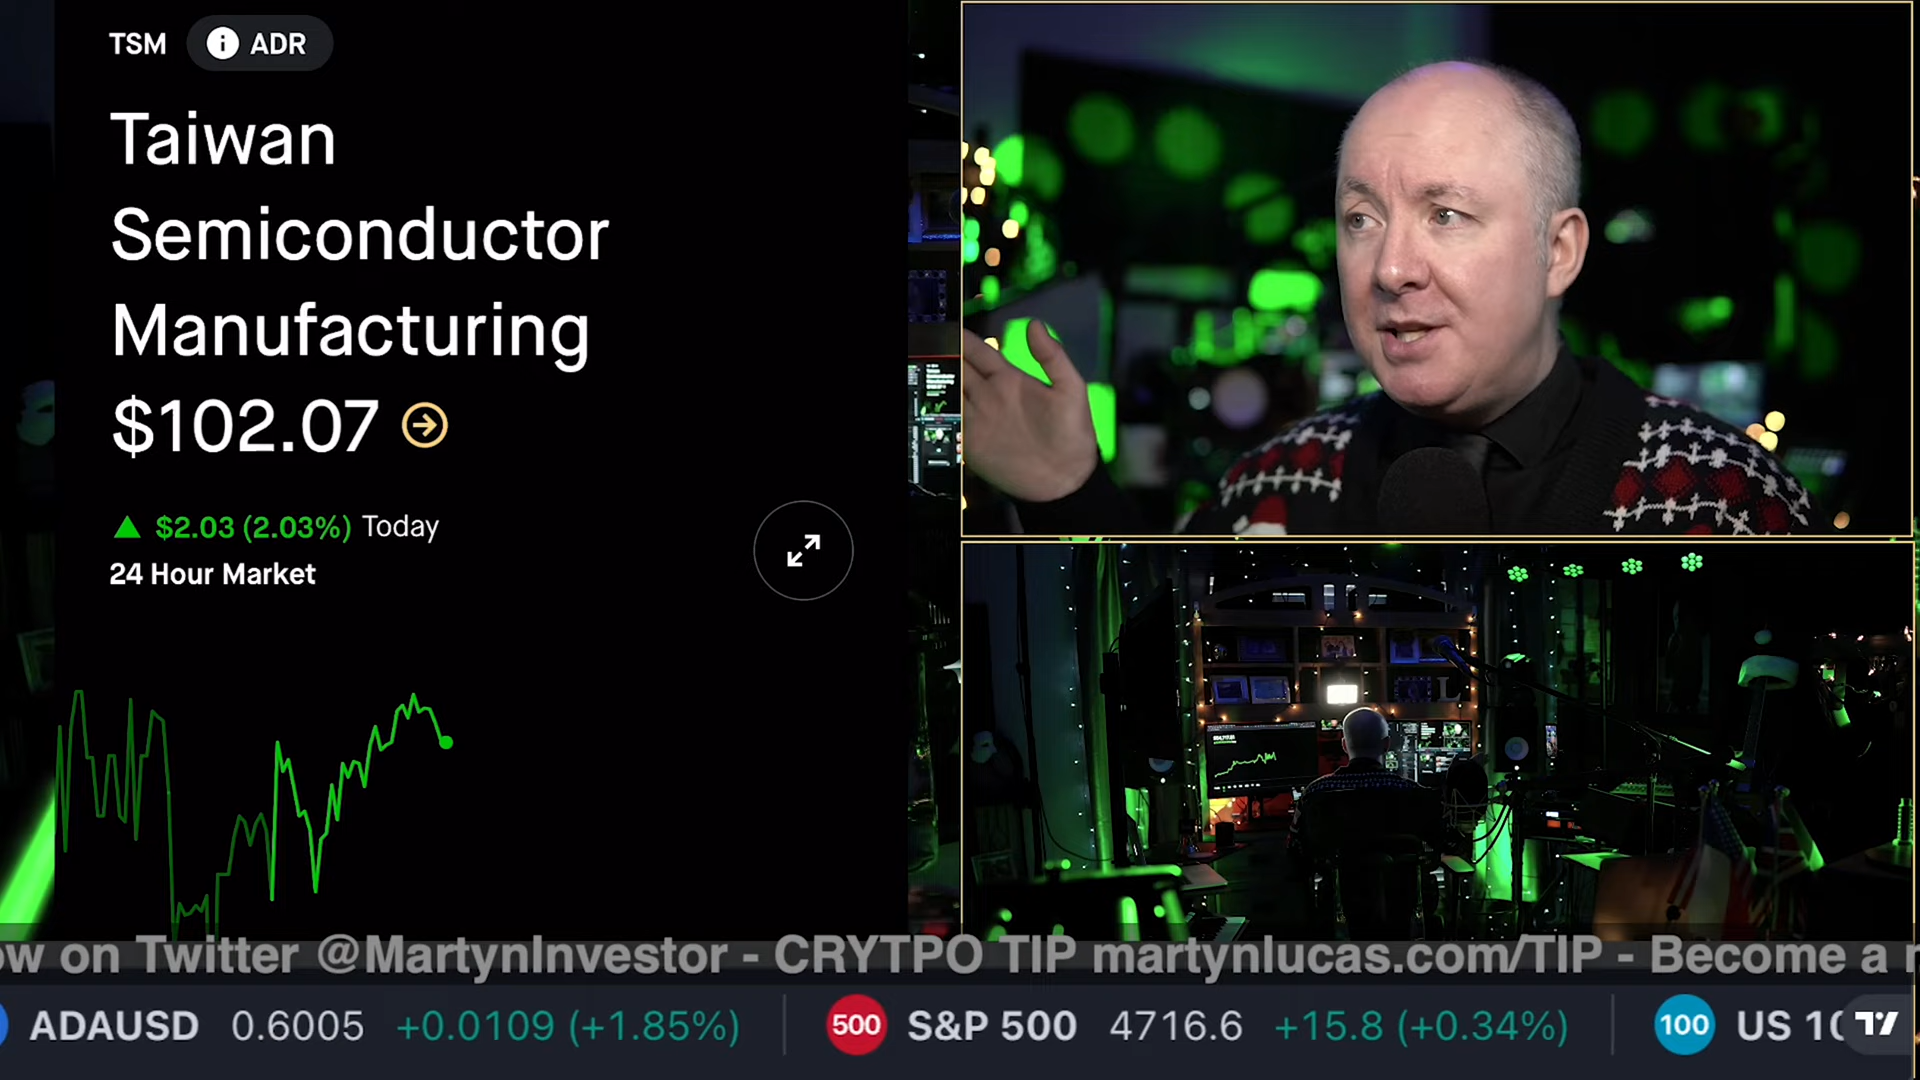 TSM ADR
Taiwan
Semiconductor
Manufacturing
$102.07
$2.03 (2.03%) Today
24 Hour Market
ow on Twitter @MartynInvestor - CRYTPO TIP martynlucas.com/TIP - Become a
ADAUSD 0.6005 +0.0109 (+1.85%) 500 S&P 500 4716.6 +15.8 (+0.34%) 100 US 10